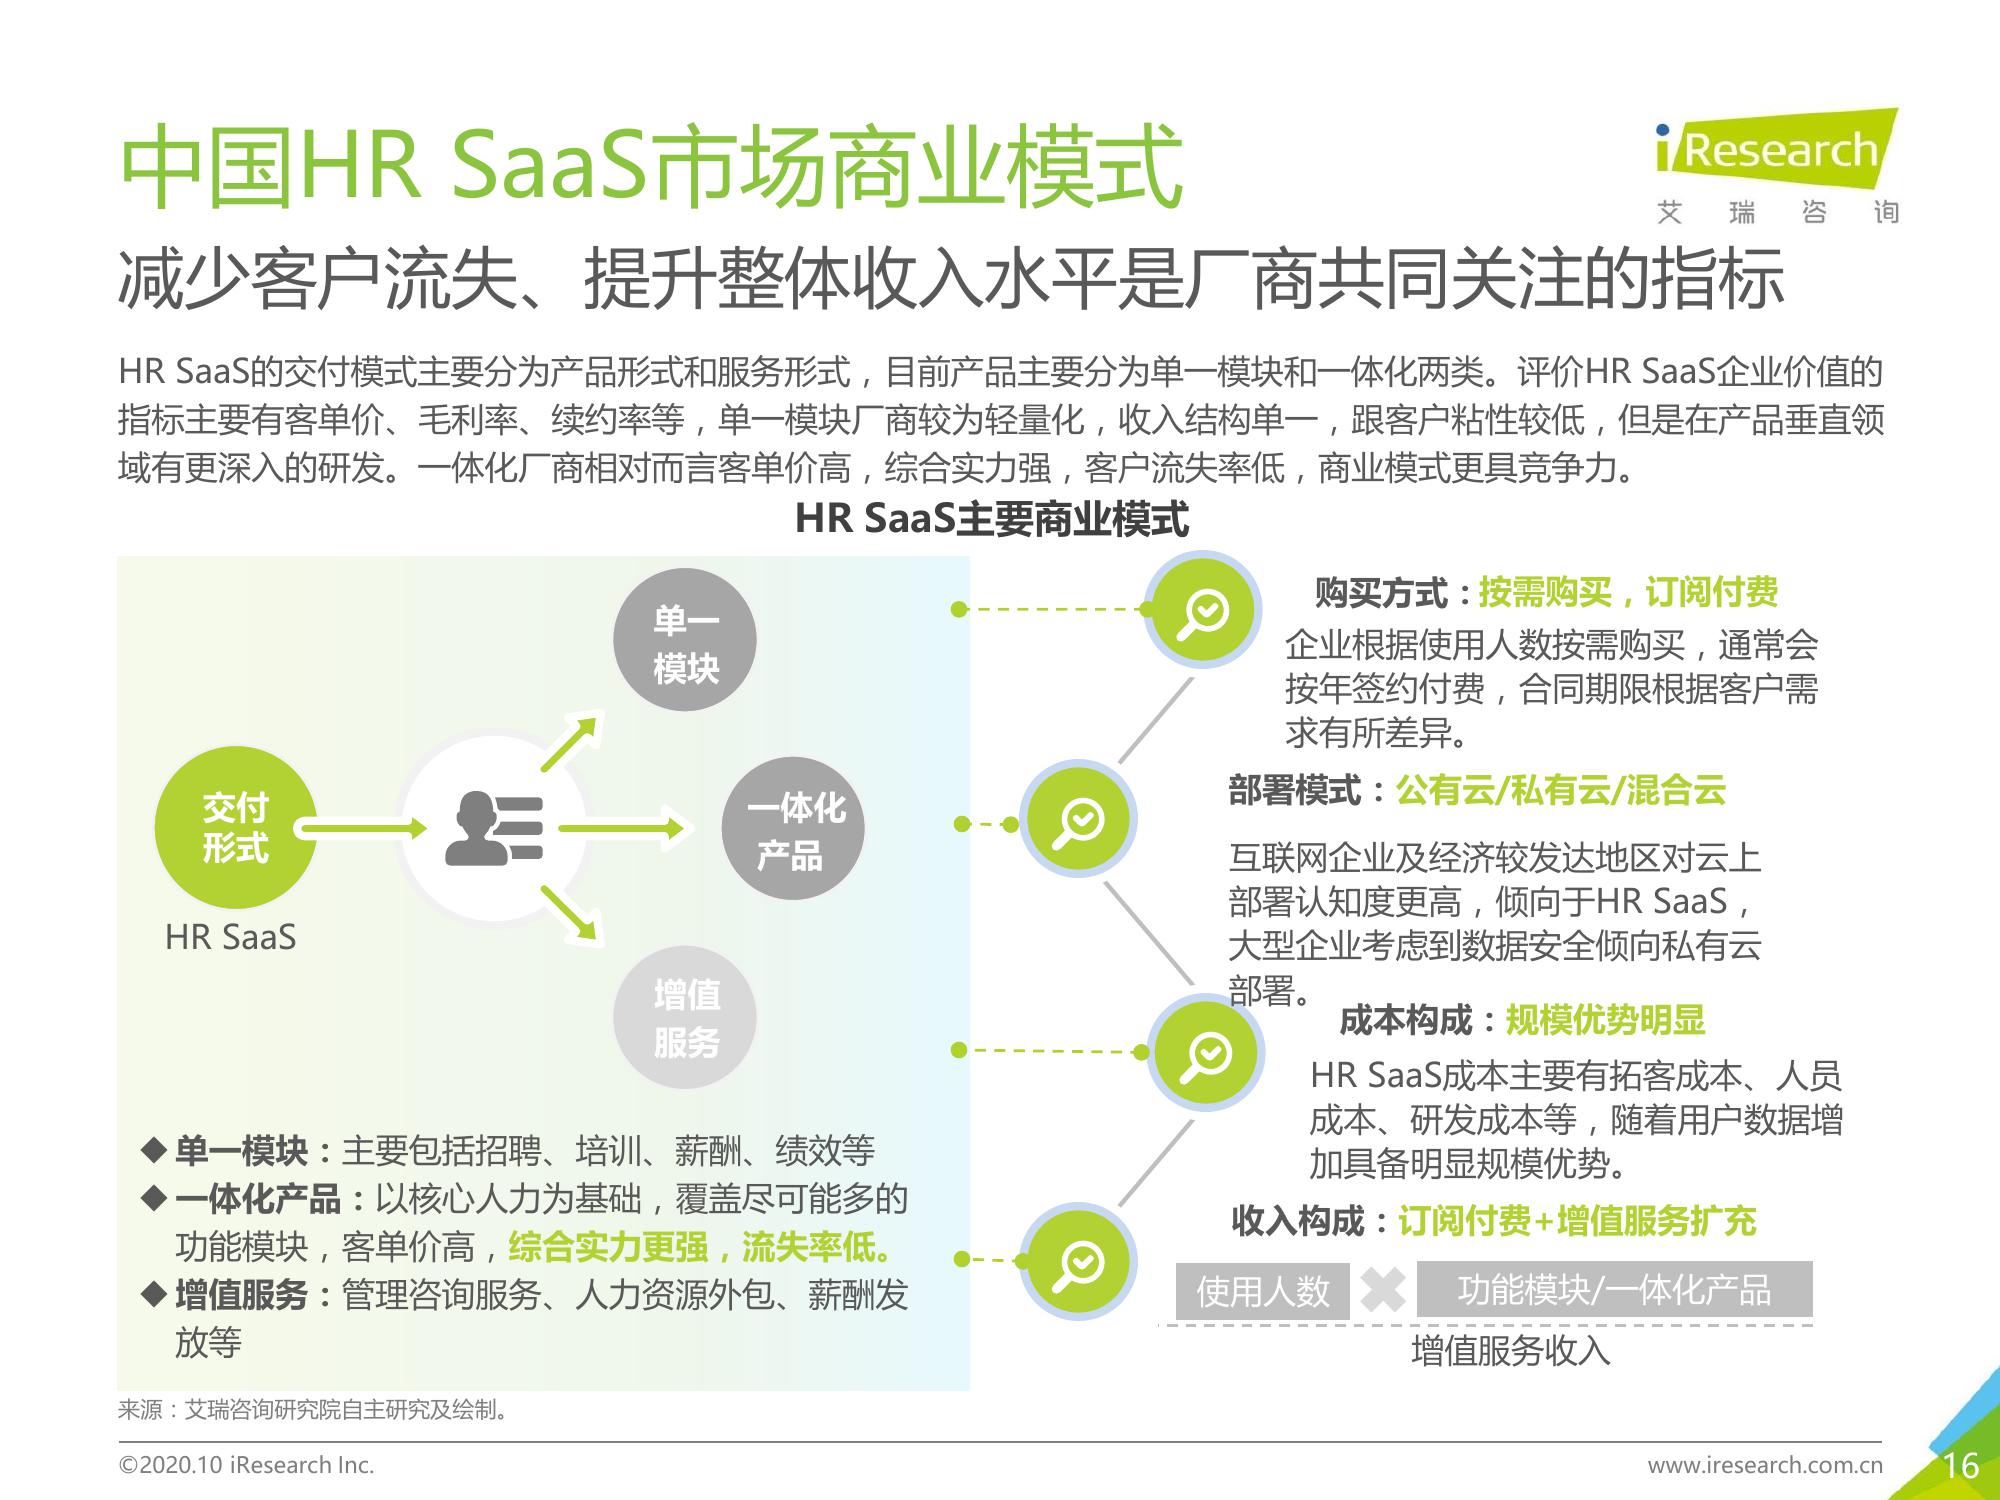 中国HR SaaS市场商业模式
iResearch
艾瑞咨询
减少客户流失、提升整体收入水平是厂商共同关注的指标
HR SaaS的交付模式主要分为产品形式和服务形式，目前产品主要分为单一模块和一体化两类。评价HR SaaS企业价值的
指标主要有客单价、毛利率、续约率等，单一模块厂商较为轻量化，收入结构单一，跟客户粘性较低，但是在产品垂直领
域有更深入的研发。一体化厂商相对而言客单价高，综合实力强，客户流失率低，商业模式更具竞争力。
HR SaaS主要商业模式
单一
模块
交付
形式
HR SaaS
一体化
产品
增值
服务
◆单一模块：主要包括招聘、培训、薪酬、绩效等
◆一体化产品：以核心人力为基础，覆盖尽可能多的
功能模块，客单价高，综合实力更强，流失率低。
◆增值服务：管理咨询服务、人力资源外包、薪酬发
放等
购买方式：按需购买，订阅付费
企业根据使用人数按需购买，通常会
按年签约付费，合同期限根据客户需
求有所差异。
部署模式：公有云/私有云/混合云
互联网企业及经济较发达地区对云上
部署认知度更高，倾向于HR SaaS，
大型企业考虑到数据安全倾向私有云
部署。
成本构成：规模优势明显
HR SaaS成本主要有拓客成本、人员
成本、研发成本等，随着用户数据增
加具备明显规模优势。
收入构成：订阅付费+增值服务扩充
使用人数
功能模块/一体化产品
增值服务收入
来源：艾瑞咨询研究院自主研究及绘制。
©2020.10 iResearch Inc.
www.iresearch.com.cn
16